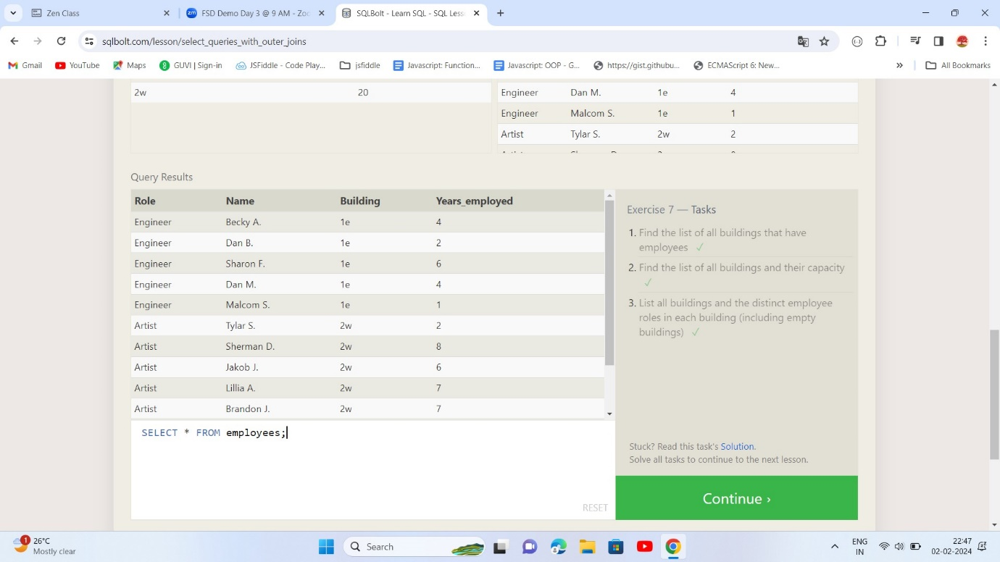 Zen Class
zm FSD Demo Day 3 @ 9 AM - Zoc
SQLBolt - Learn SQL - SQL Less
sqlbolt.com/lesson/select_queries_with_outer_joins
Gmail YouTube Maps GUVI | Sign-in JSFiddle - Code Play... jsfiddle Javascript: Function... Javascript: OOP - G... https://gist.githubu... ECMAScript 6: New... » All Bookmarks
2w 20
Engineer Dan M. 1e 4
Engineer Malcom S. 1e 1
Artist Tylar S. 2w 2
Query Results
Role Name Building Years_employed
Engineer Becky A. 1e 4
Engineer Dan B. 1e 2
Engineer Sharon F. 1e 6
Engineer Dan M. 1e 4
Engineer Malcom S. 1e 1
Artist Tylar S. 2w 2
Artist Sherman D. 2w 8
Artist Jakob J. 2w 6
Artist Lillia A. 2w 7
Artist Brandon J. 2w 7
SELECT * FROM employees;
RESET
Exercise 7 — Tasks
1. Find the list of all buildings that have
employees ✓
2. Find the list of all buildings and their capacity
✓
3. List all buildings and the distinct employee
roles in each building (including empty
buildings) ✓
Stuck? Read this task's Solution.
Solve all tasks to continue to the next lesson.
Continue ›
1
26°C
Mostly clear
Search
ENG
IN
22:47
02-02-2024